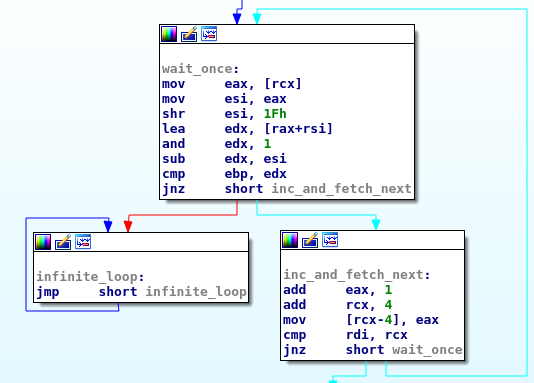 wait_once:
mov eax, [rcx]
mov esi, eax
shr esi, 1Fh
lea edx, [rax+rsi]
and edx, 1
sub edx, esi
cmp ebp, edx
jnz short inc_and_fetch_next
infinite_loop:
jmp short infinite_loop
inc_and_fetch_next:
add eax, 1
add rcx, 4
mov [rcx-4], eax
cmp rdi, rcx
jnz short wait_once